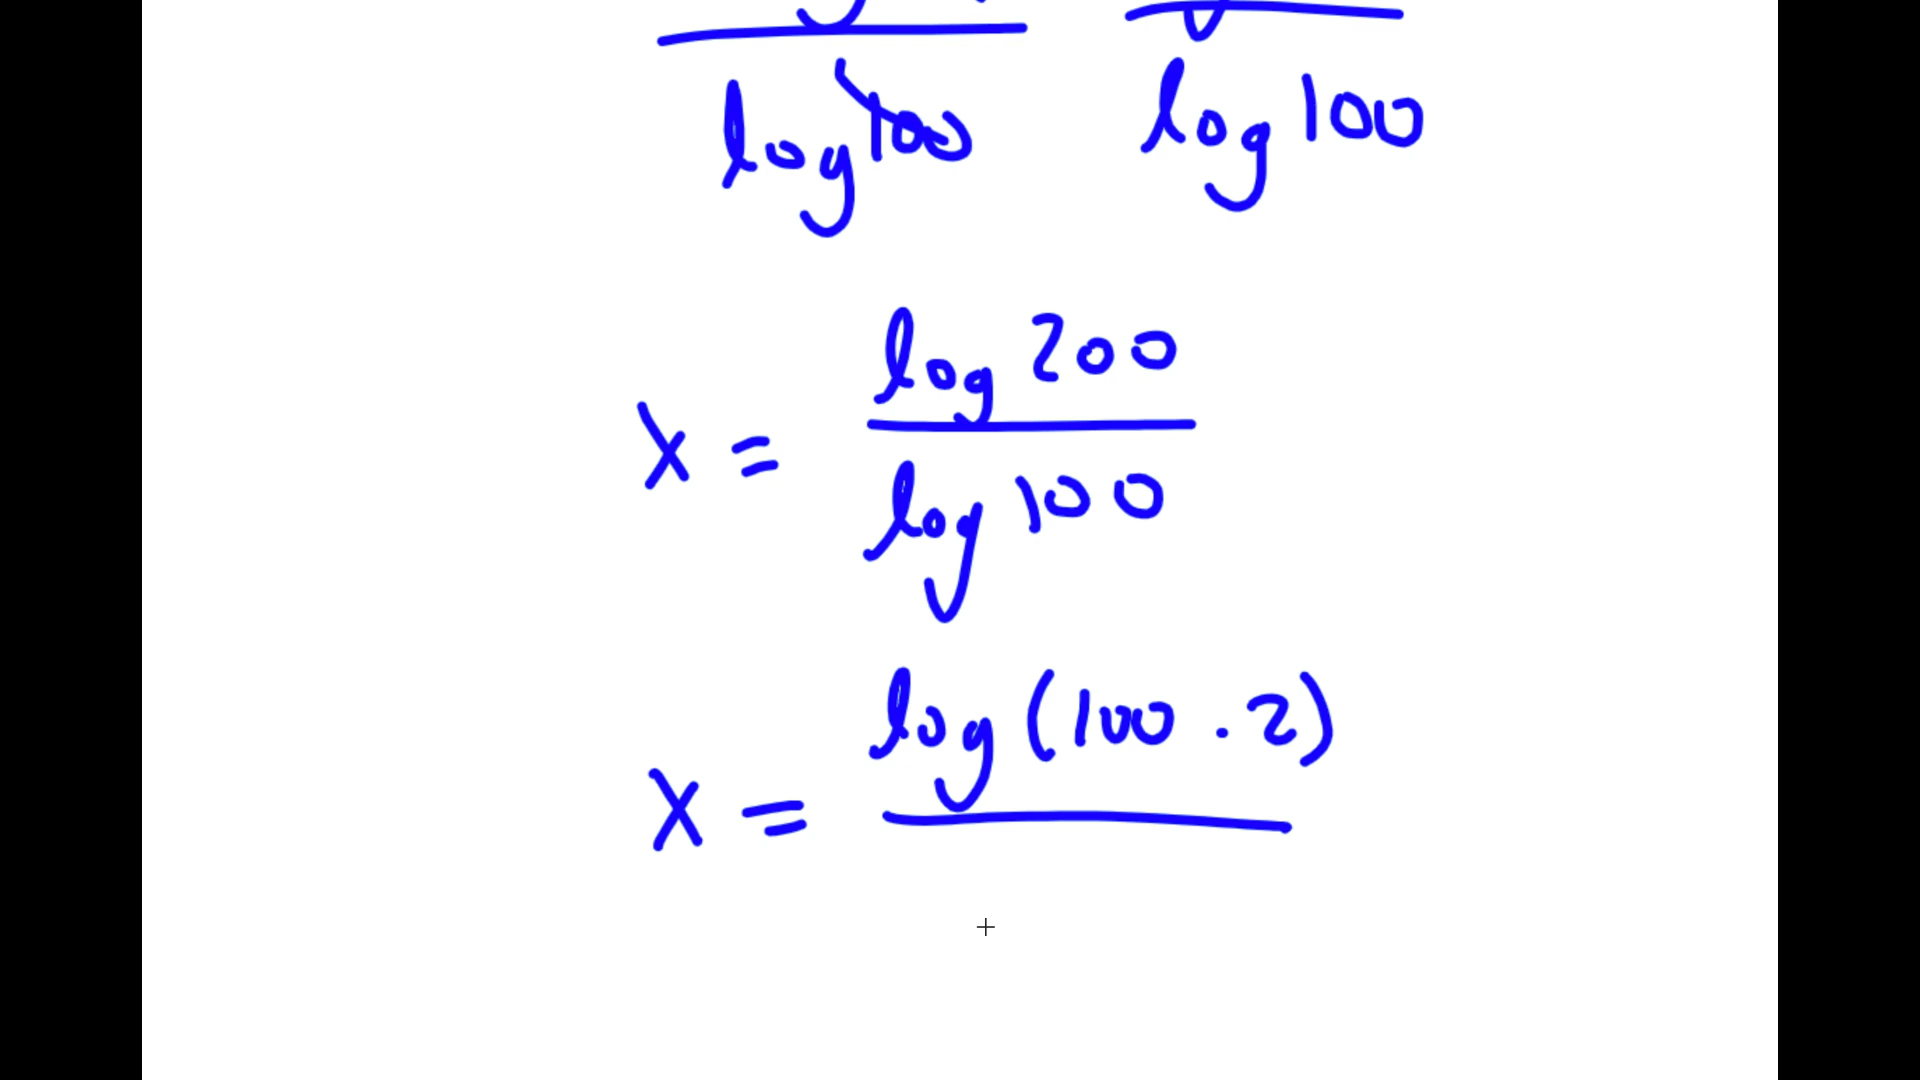 log 100 log 100
x = log 200 / log 100
x = log (100 . 2)